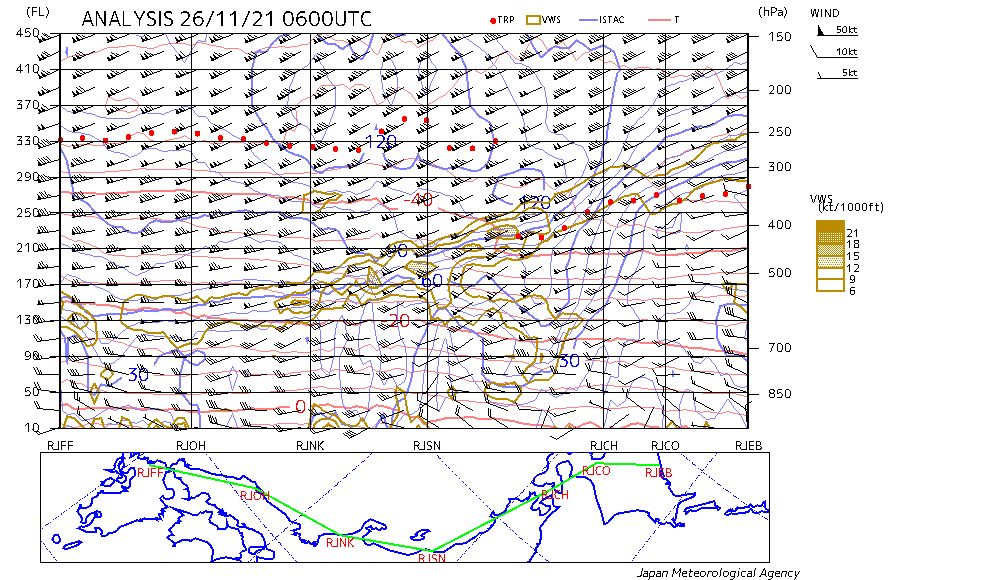 ANALYSIS 26/11/21 0600UTC
TRP VWS ISTAC T
(FL) (hPa)
WIND
50kt
10kt
5kt
450
410
370
330
290
250
210
170
130
90
50
10
150
200
250
300
400
500
700
850
120
-40
120
90
60
-20
30
30
0
VWS
(kt/1000ft)
21
18
15
12
9
6
RJFF RJOH RJNK RJSN RJCH RJCO RJEB
RJFF
RJOH
RJNK
RJSN
RJCH
RJCO
RJEB
Japan Meteorological Agency